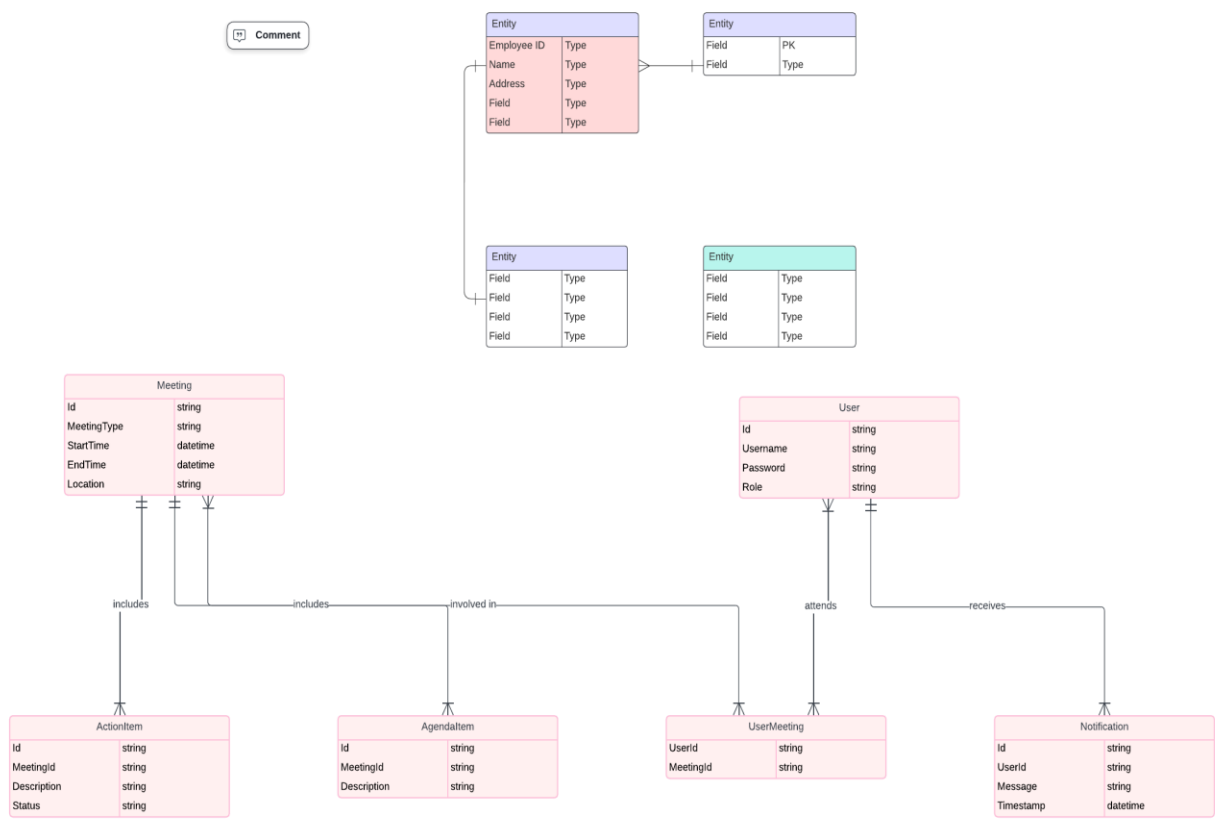 Comment
Entity
Employee ID Type
Name Type
Address Type
Field Type
Field Type
Entity
Field PK
Field Type
Entity
Field Type
Field Type
Field Type
Field Type
Entity
Field Type
Field Type
Field Type
Field Type
Meeting
Id string
MeetingType string
StartTime datetime
EndTime datetime
Location string
User
Id string
Username string
Password string
Role string
includes
includes
involved in
attends
receives
ActionItem
Id string
MeetingId string
Description string
Status string
AgendaItem
Id string
MeetingId string
Description string
UserMeeting
UserId string
MeetingId string
Notification
Id string
UserId string
Message string
Timestamp datetime